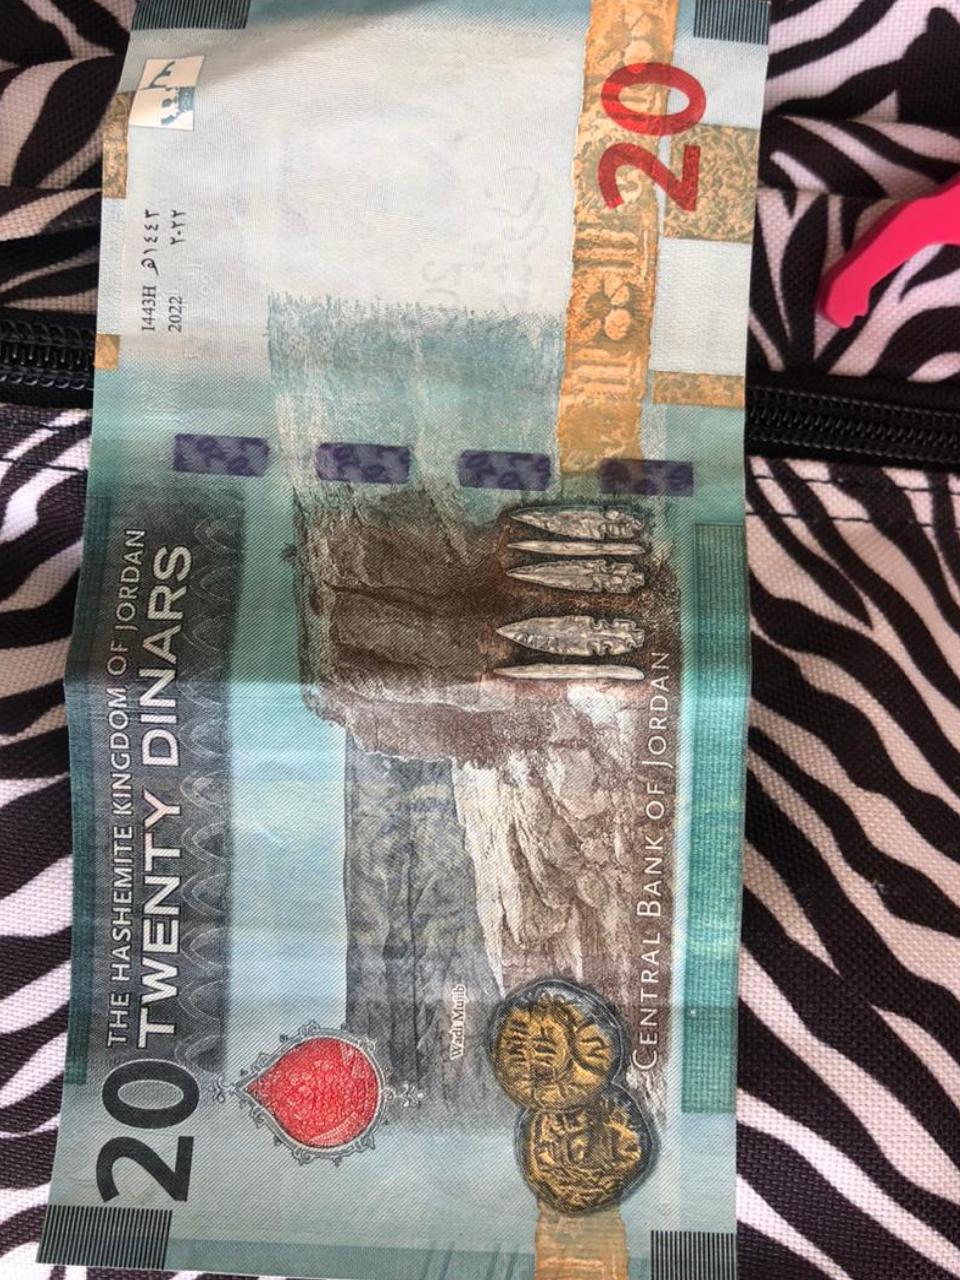 20
THE HASHEMITE KINGDOM OF JORDAN
TWENTY DINARS
1443H ١٤٤٣هـ
2022 ٢٠٢٢
Wadi Mujib
CENTRAL BANK OF JORDAN
20